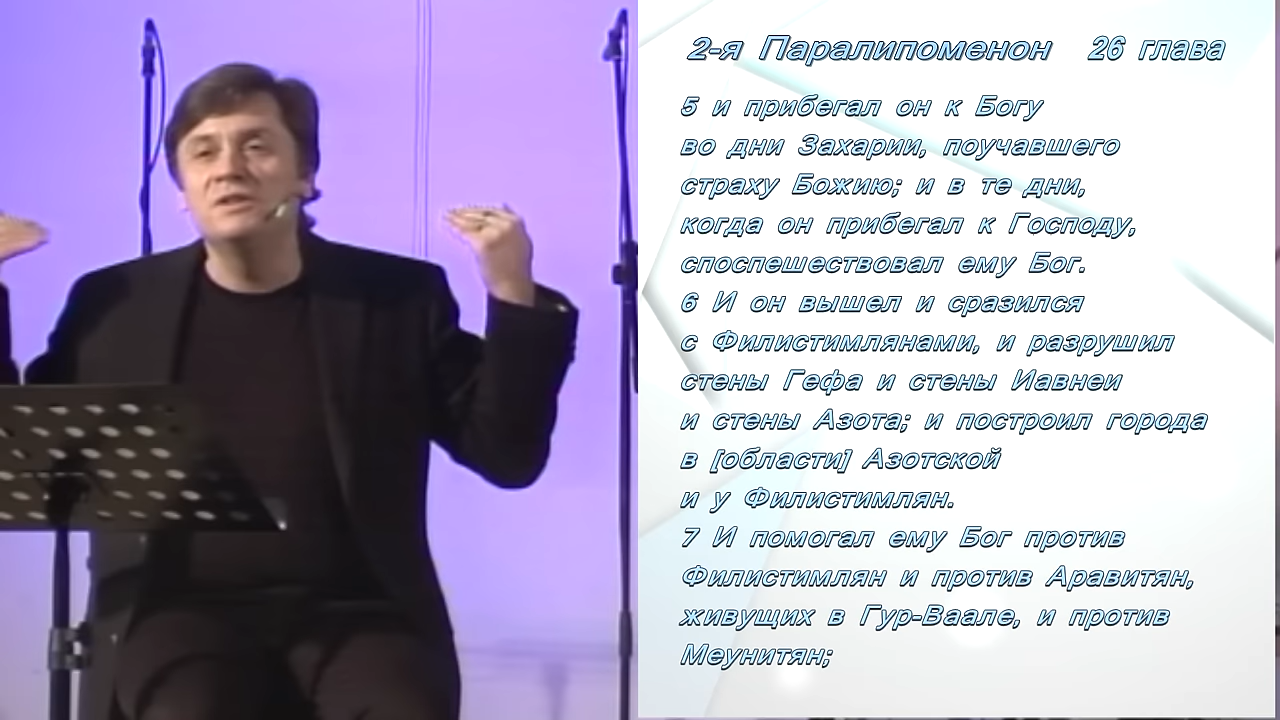 2-я Паралипоменон 26 глава
5 и прибегал он к Богу
во дни Захарии, поучавшего
страху Божию; и в те дни,
когда он прибегал к Господу,
споспешествовал ему Бог.
6 И он вышел и сразился
с Филистимлянами, и разрушил
стены Гефа и стены Иавнеи
и стены Азота; и построил города
в [области] Азотской
и у Филистимлян.
7 И помогал ему Бог против
Филистимлян и против Аравитян,
живущих в Гур-Ваале, и против
Меунитян;